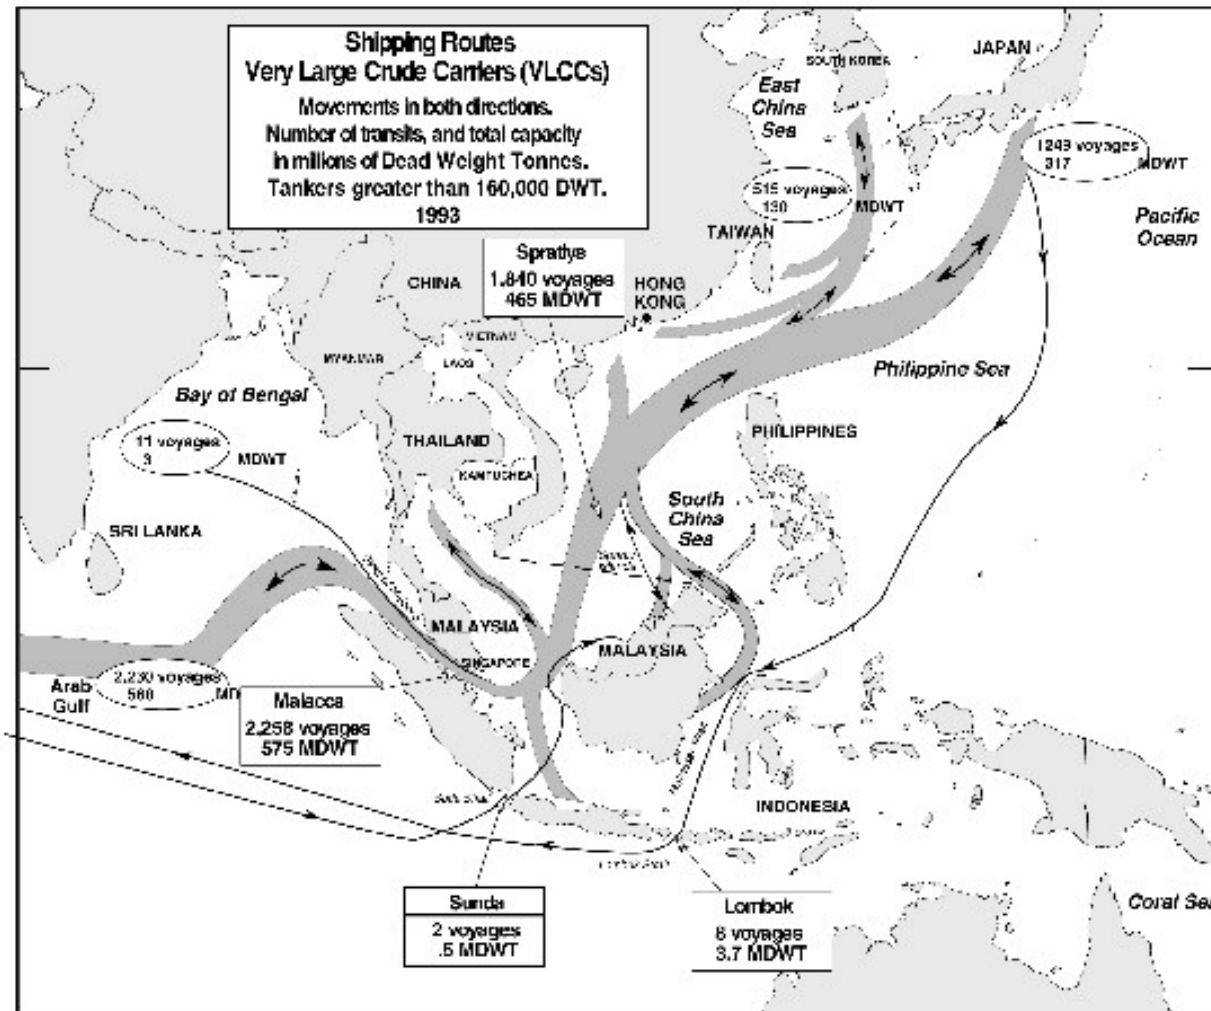 Shipping Routes
Very Large Crude Carriers (VLCCs)
Movements in both directions.
Number of transits, and total capacity
in millions of Dead Weight Tonnes.
Tankers greater than 160,000 DWT.
1993
JAPAN
SOUTH KOREA
East
China
Sea
1249 voyages
317 MDWT
515 voyages
130 MDWT
Pacific
Ocean
TAIWAN
Spratlys
1.840 voyages
465 MDWT
HONG
KONG
CHINA
VIETNAM
MYANMAR
LAOS
Philippine Sea
Bay of Bengal
PHILIPPINES
11 voyages
3 MDWT
THAILAND
KAMPUCHEA
South
China
Sea
SRI LANKA
MALAYSIA
MALAYSIA
SINGAPORE
Arab
Gulf
2,230 voyages
MD
Malacca
2,258 voyages
575 MDWT
INDONESIA
Sunda
2 voyages
.5 MDWT
Lombok
voyages
3.7 MDWT
Coral Sea